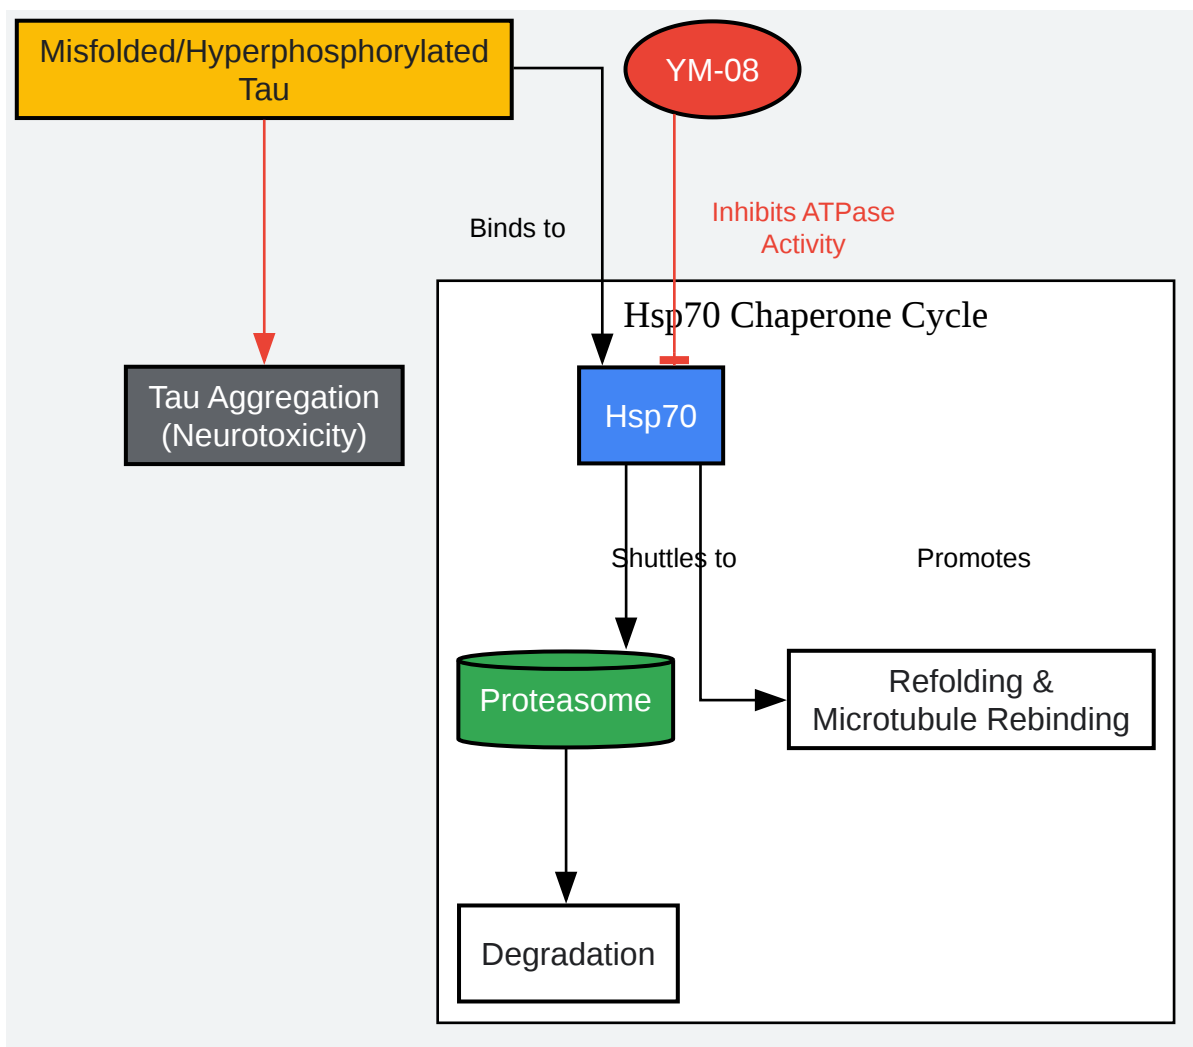 Misfolded/Hyperphosphorylated
Tau
YM-08
Binds to
Inhibits ATPase
Activity
Hsp70 Chaperone Cycle
Tau Aggregation
(Neurotoxicity)
Hsp70
Shuttles to
Promotes
Proteasome
Refolding &
Microtubule Rebinding
Degradation